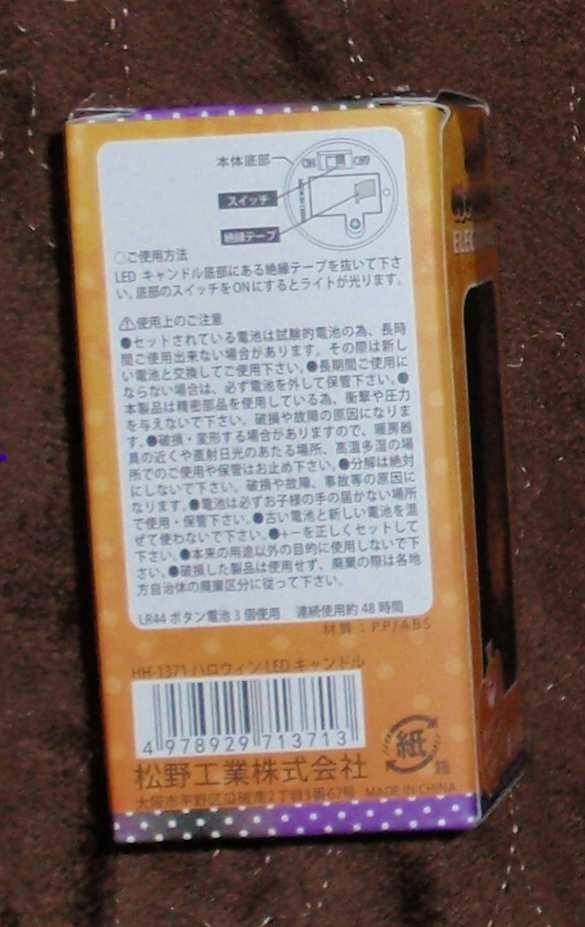 本体底部
ON OFF
スイッチ
絶縁テープ
○ご使用方法
LED キャンドル底部にある絶縁テープを抜いて下さ
い。底部のスイッチをONにするとライトが光ります。
⚠使用上のご注意
●セットされている電池は試験的電池の為、長時
間ご使用出来ない場合があります。その際は新し
い電池と交換してご使用下さい。●長期間ご使用に
ならない場合は、必ず電池を外して保管下さい。●
本製品は精密部品を使用している為、衝撃や圧力
を与えないで下さい。破損や故障の原因になりま
す。●破損・変形する場合がありますので、暖房器
具の近くや直射日光のあたる場所、高温多湿の場
所でのご使用や保管はお止め下さい。●分解は絶対
にしないで下さい。破損や故障、事故等の原因に
なります。●電池は必ずお子様の手の届かない場所
で使用・保管下さい。●古い電池と新しい電池を混
ぜて使わないで下さい。●+−を正しくセットして
下さい。●本来の用途以外の目的に使用しないで下
さい。●破損した製品は使用せず、廃棄の際は各地
方自治体の廃棄区分に従って下さい。
LR44 ボタン電池 3 個使用 連続使用約 48 時間
材質：PP/ABS
HH-1371 ハロウィン LED キャンドル
4 978929 713713
紙
箱
松野工業株式会社
大阪市平野区瓜破南2丁目3番62号 MADE IN CHINA